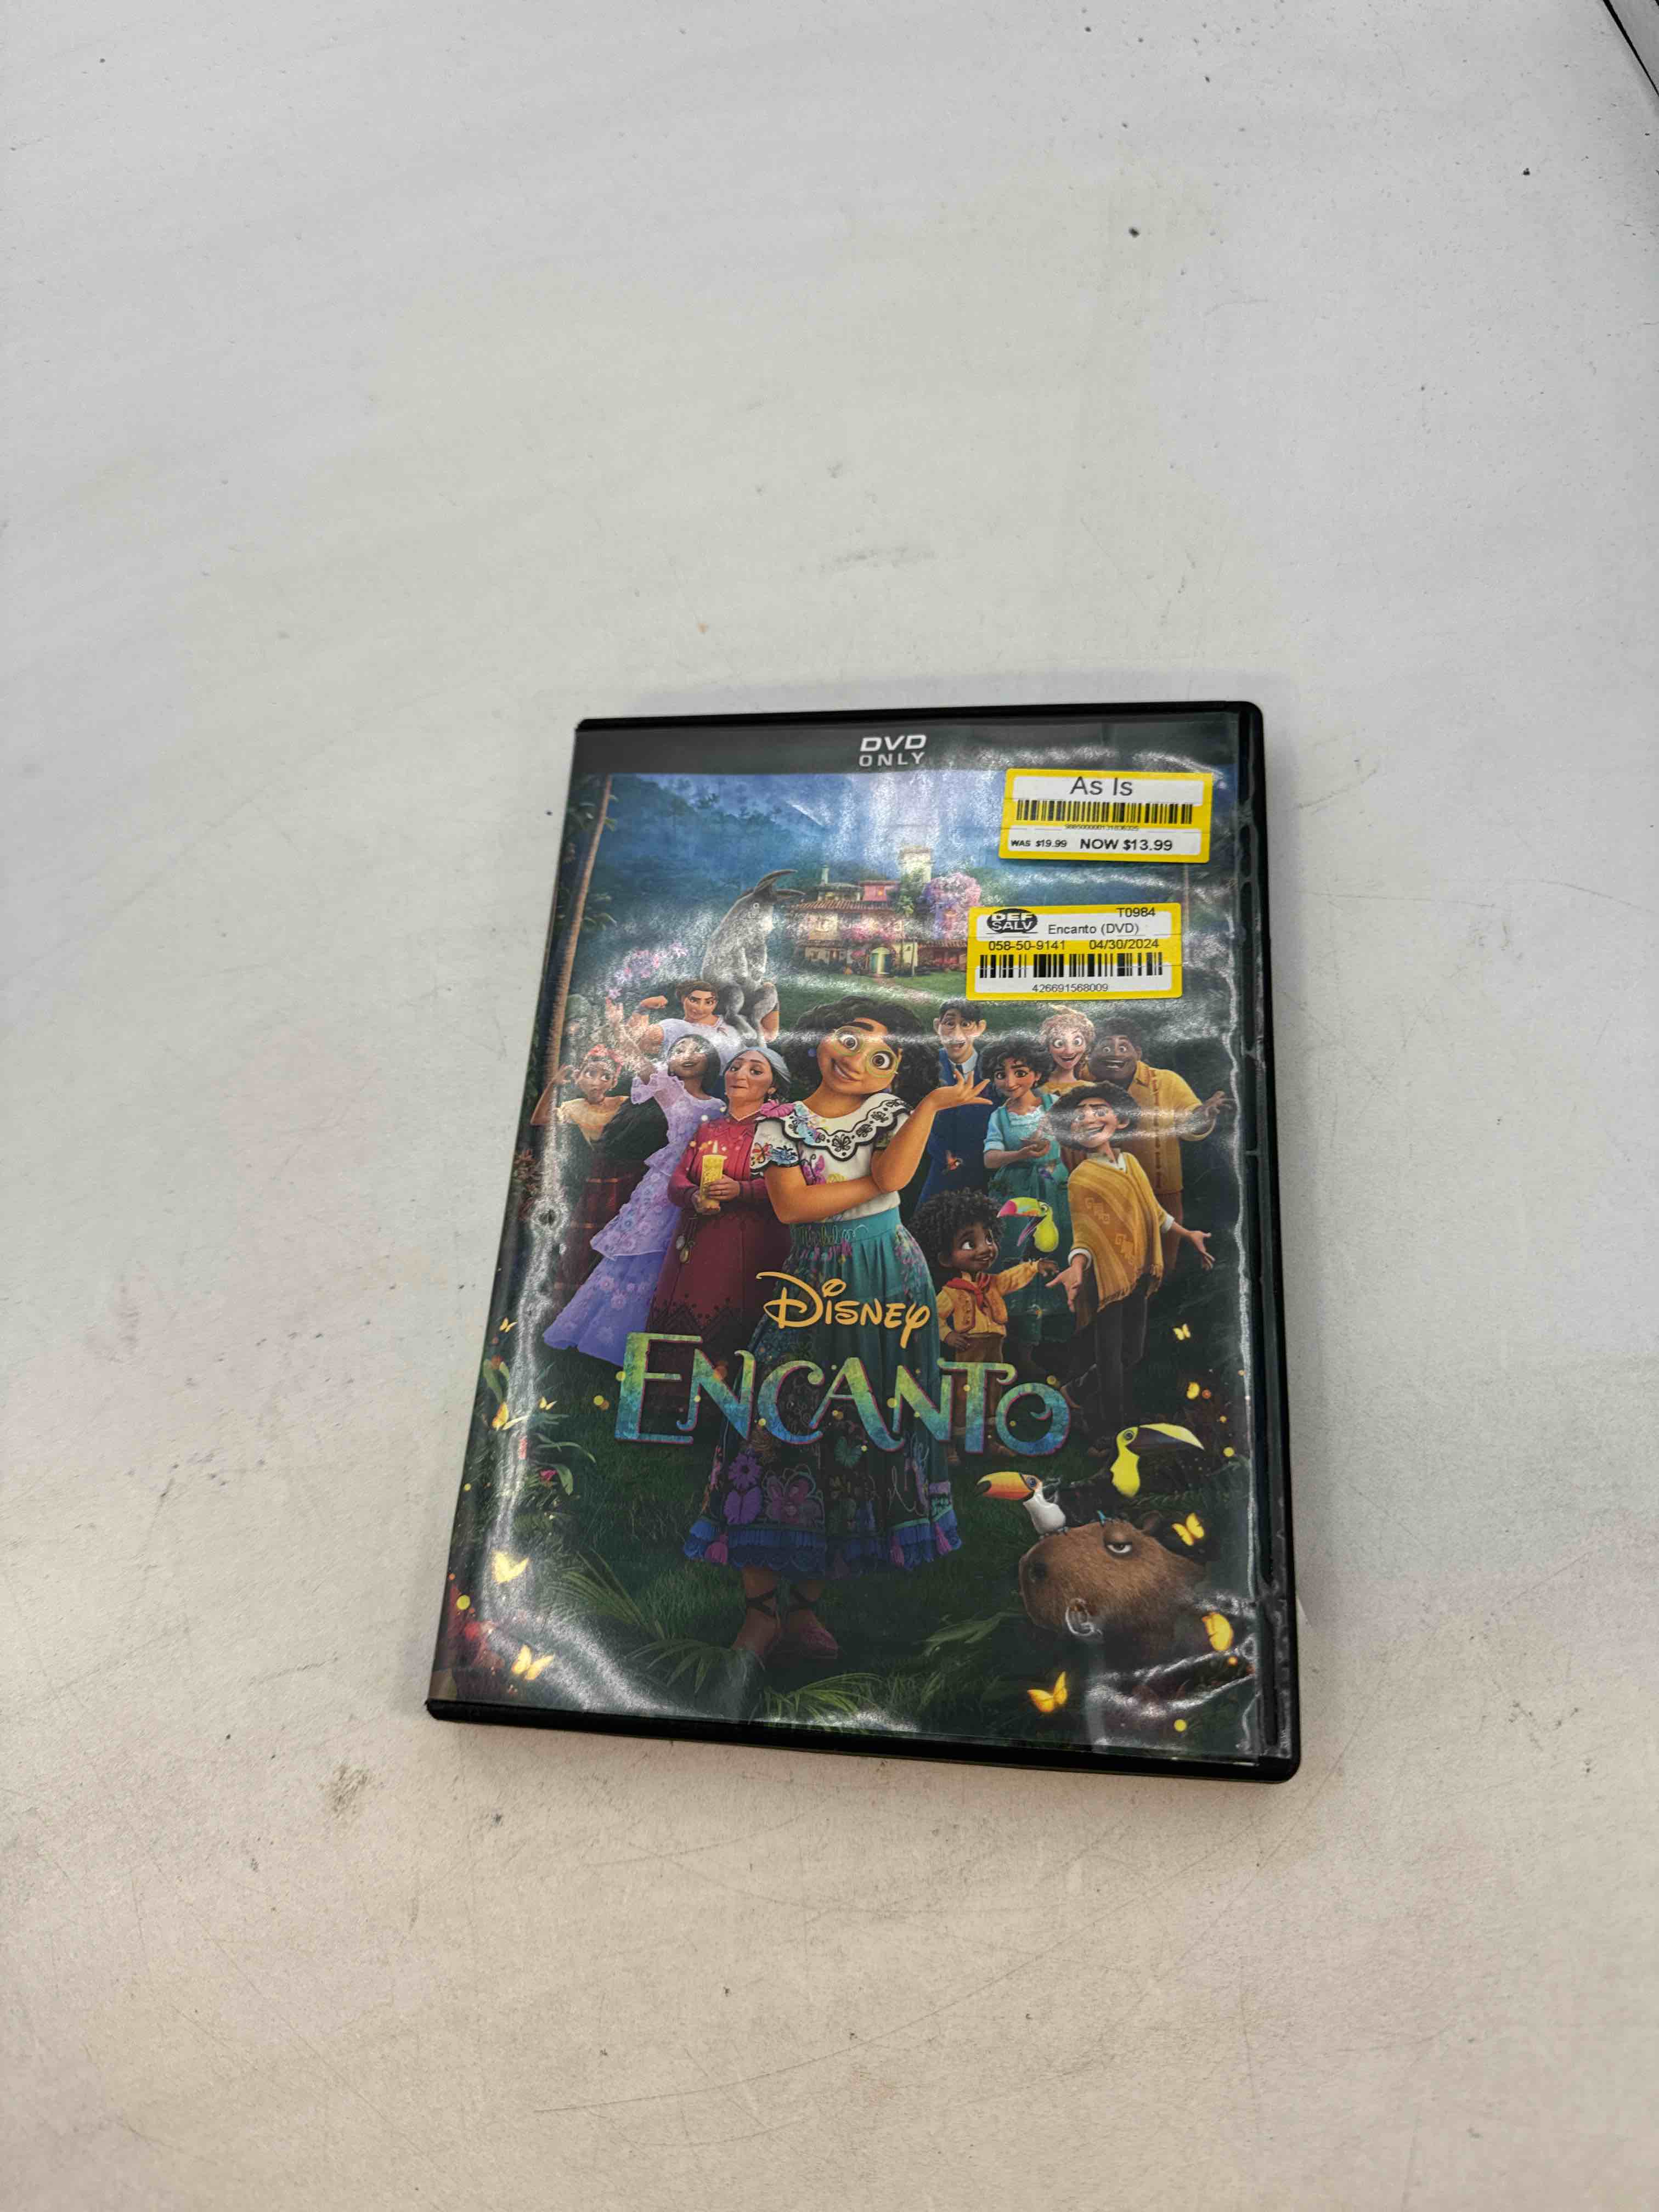 DVD
ONLY
As Is
WAS $19.99 NOW $13.99
DEF
SALV
T0984
Encanto (DVD)
058-50-9141 04/30/2024
426691568009
Disney
ENCANTO